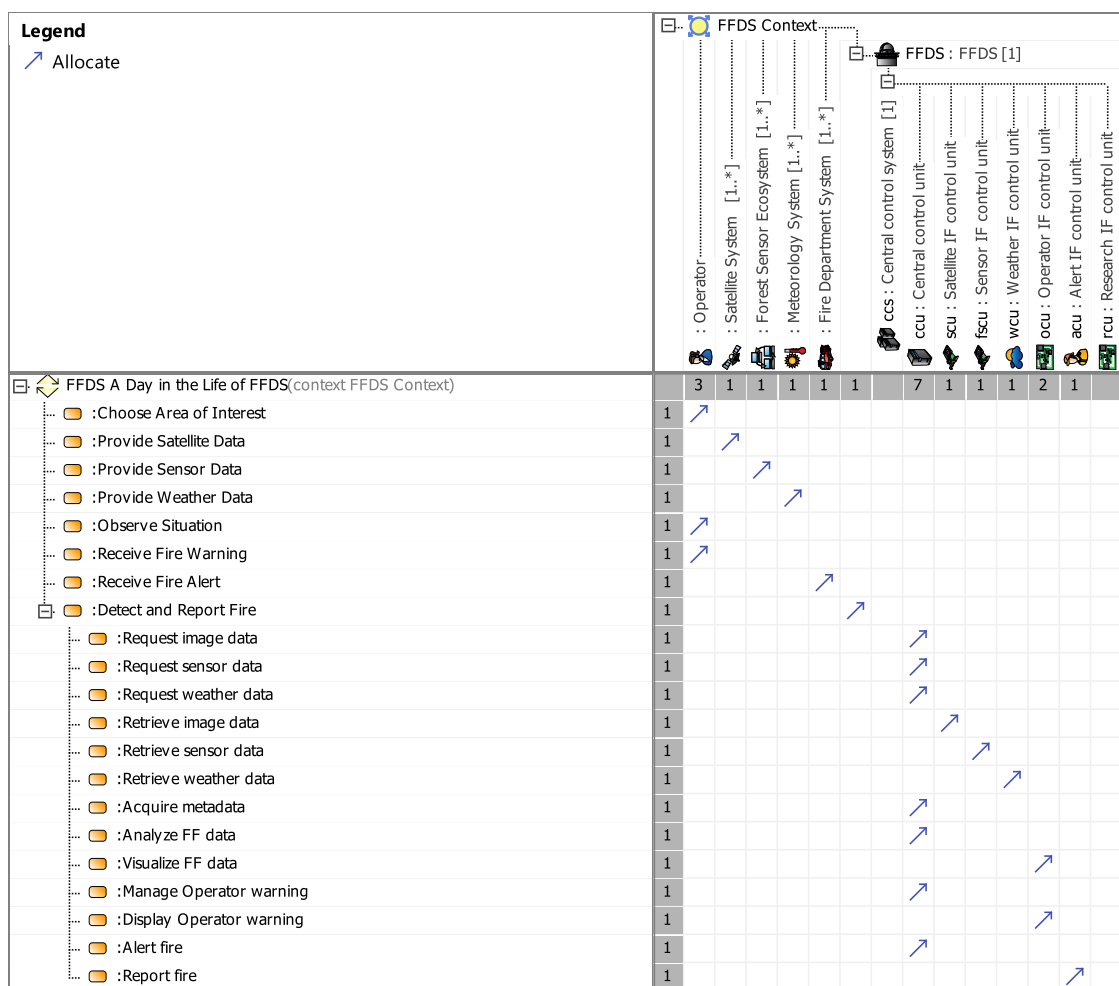 Legend
Allocate
FFDS Context
FFDS : FFDS [1]
: Operator
: Satellite System [1..*]
: Forest Sensor Ecosystem [1..*]
: Meteorology System [1..*]
: Fire Department System [1..*]
ccs : Central control system [1]
ccu : Central control unit
scu : Satellite IF control unit
fscu : Sensor IF control unit
wcu : Weather IF control unit
ocu : Operator IF control unit
acu : Alert IF control unit
rcu : Research IF control unit
FFDS A Day in the Life of FFDS(context FFDS Context) 3 1 1 1 1 1 7 1 1 1 2 1
:Choose Area of Interest 1
:Provide Satellite Data 1
:Provide Sensor Data 1
:Provide Weather Data 1
:Observe Situation 1
:Receive Fire Warning 1
:Receive Fire Alert 1
:Detect and Report Fire 1
:Request image data 1
:Request sensor data 1
:Request weather data 1
:Retrieve image data 1
:Retrieve sensor data 1
:Retrieve weather data 1
:Acquire metadata 1
:Analyze FF data 1
:Visualize FF data 1
:Manage Operator warning 1
:Display Operator warning 1
:Alert fire 1
:Report fire 1